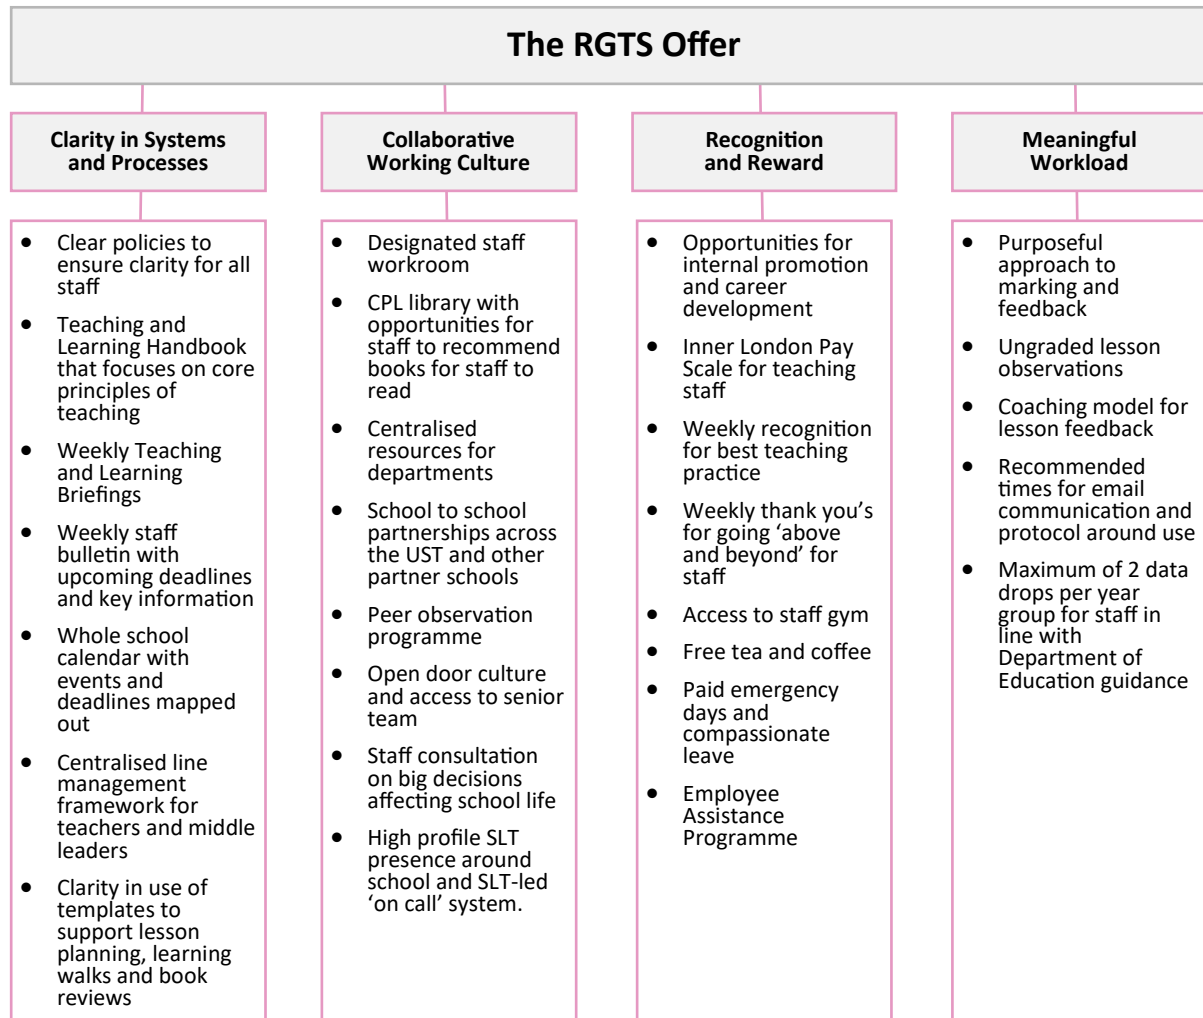 The RGTS Offer
Clarity in Systems
and Processes
• Clear policies to
ensure clarity for all
staff
• Teaching and
Learning Handbook
that focuses on core
principles of
teaching
• Weekly Teaching
and Learning
Briefings
• Weekly staff
bulletin with
upcoming deadlines
and key information
• Whole school
calendar with
events and
deadlines mapped
out
• Centralised line
management
framework for
teachers and middle
leaders
• Clarity in use of
templates to
support lesson
planning, learning
walks and book
reviews
Collaborative
Working Culture
• Designated staff
workroom
• CPL library with
opportunities for
staff to recommend
books for staff to
read
• Centralised
resources for
departments
• School to school
partnerships across
the UST and other
partner schools
• Peer observation
programme
• Open door culture
and access to senior
team
• Staff consultation
on big decisions
affecting school life
• High profile SLT
presence around
school and SLT-led
‘on call’ system.
Recognition
and Reward
• Opportunities for
internal promotion
and career
development
• Inner London Pay
Scale for teaching
staff
• Weekly recognition
for best teaching
practice
• Weekly thank you’s
for going ‘above
and beyond’ for
staff
• Access to staff gym
• Free tea and coffee
• Paid emergency
days and
compassionate
leave
• Employee
Assistance
Programme
Meaningful
Workload
• Purposeful
approach to
marking and
feedback
• Ungraded lesson
observations
• Coaching model for
lesson feedback
• Recommended
times for email
communication and
protocol around use
• Maximum of 2 data
drops per year
group for staff in
line with
Department of
Education guidance